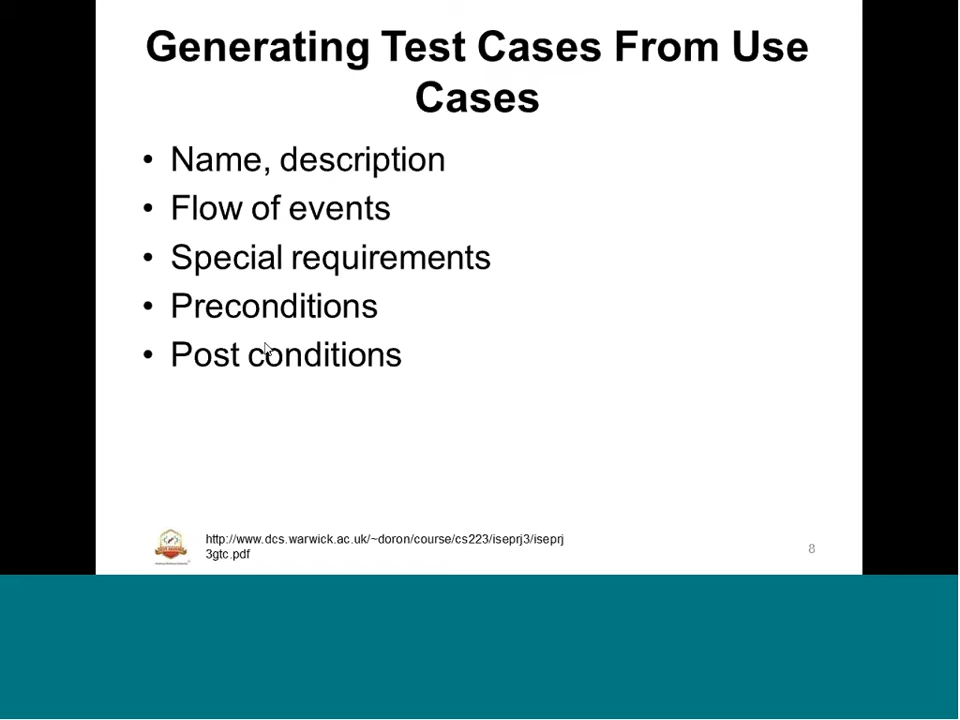 Generating Test Cases From Use
Cases
• Name, description
• Flow of events
• Special requirements
• Preconditions
• Post conditions
http://www.dcs.warwick.ac.uk/~doron/course/cs223/iseprj3/iseprj
3gtc.pdf
8